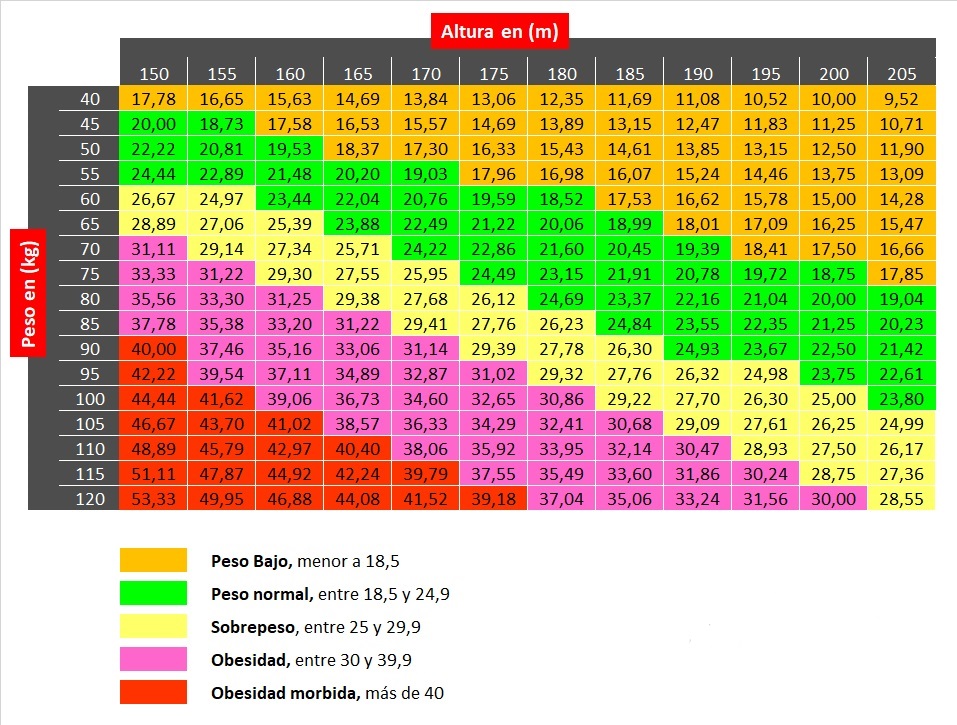 Altura en (m)
150 155 160 165 170 175 180 185 190 195 200 205
Peso en (kg)
40 17,78 16,65 15,63 14,69 13,84 13,06 12,35 11,69 11,08 10,52 10,00 9,52
45 20,00 18,73 17,58 16,53 15,57 14,69 13,89 13,15 12,47 11,83 11,25 10,71
50 22,22 20,81 19,53 18,37 17,30 16,33 15,43 14,61 13,85 13,15 12,50 11,90
55 24,44 22,89 21,48 20,20 19,03 17,96 16,98 16,07 15,24 14,46 13,75 13,09
60 26,67 24,97 23,44 22,04 20,76 19,59 18,52 17,53 16,62 15,78 15,00 14,28
65 28,89 27,06 25,39 23,88 22,49 21,22 20,06 18,99 18,01 17,09 16,25 15,47
70 31,11 29,14 27,34 25,71 24,22 22,86 21,60 20,45 19,39 18,41 17,50 16,66
75 33,33 31,22 29,30 27,55 25,95 24,49 23,15 21,91 20,78 19,72 18,75 17,85
80 35,56 33,30 31,25 29,38 27,68 26,12 24,69 23,37 22,16 21,04 20,00 19,04
85 37,78 35,38 33,20 31,22 29,41 27,76 26,23 24,84 23,55 22,35 21,25 20,23
90 40,00 37,46 35,16 33,06 31,14 29,39 27,78 26,30 24,93 23,67 22,50 21,42
95 42,22 39,54 37,11 34,89 32,87 31,02 29,32 27,76 26,32 24,98 23,75 22,61
100 44,44 41,62 39,06 36,73 34,60 32,65 30,86 29,22 27,70 26,30 25,00 23,80
105 46,67 43,70 41,02 38,57 36,33 34,29 32,41 30,68 29,09 27,61 26,25 24,99
110 48,89 45,79 42,97 40,40 38,06 35,92 33,95 32,14 30,47 28,93 27,50 26,17
115 51,11 47,87 44,92 42,24 39,79 37,55 35,49 33,60 31,86 30,24 28,75 27,36
120 53,33 49,95 46,88 44,08 41,52 39,18 37,04 35,06 33,24 31,56 30,00 28,55
Peso Bajo, menor a 18,5
Peso normal, entre 18,5 y 24,9
Sobrepeso, entre 25 y 29,9
Obesidad, entre 30 y 39,9
Obesidad morbida, más de 40